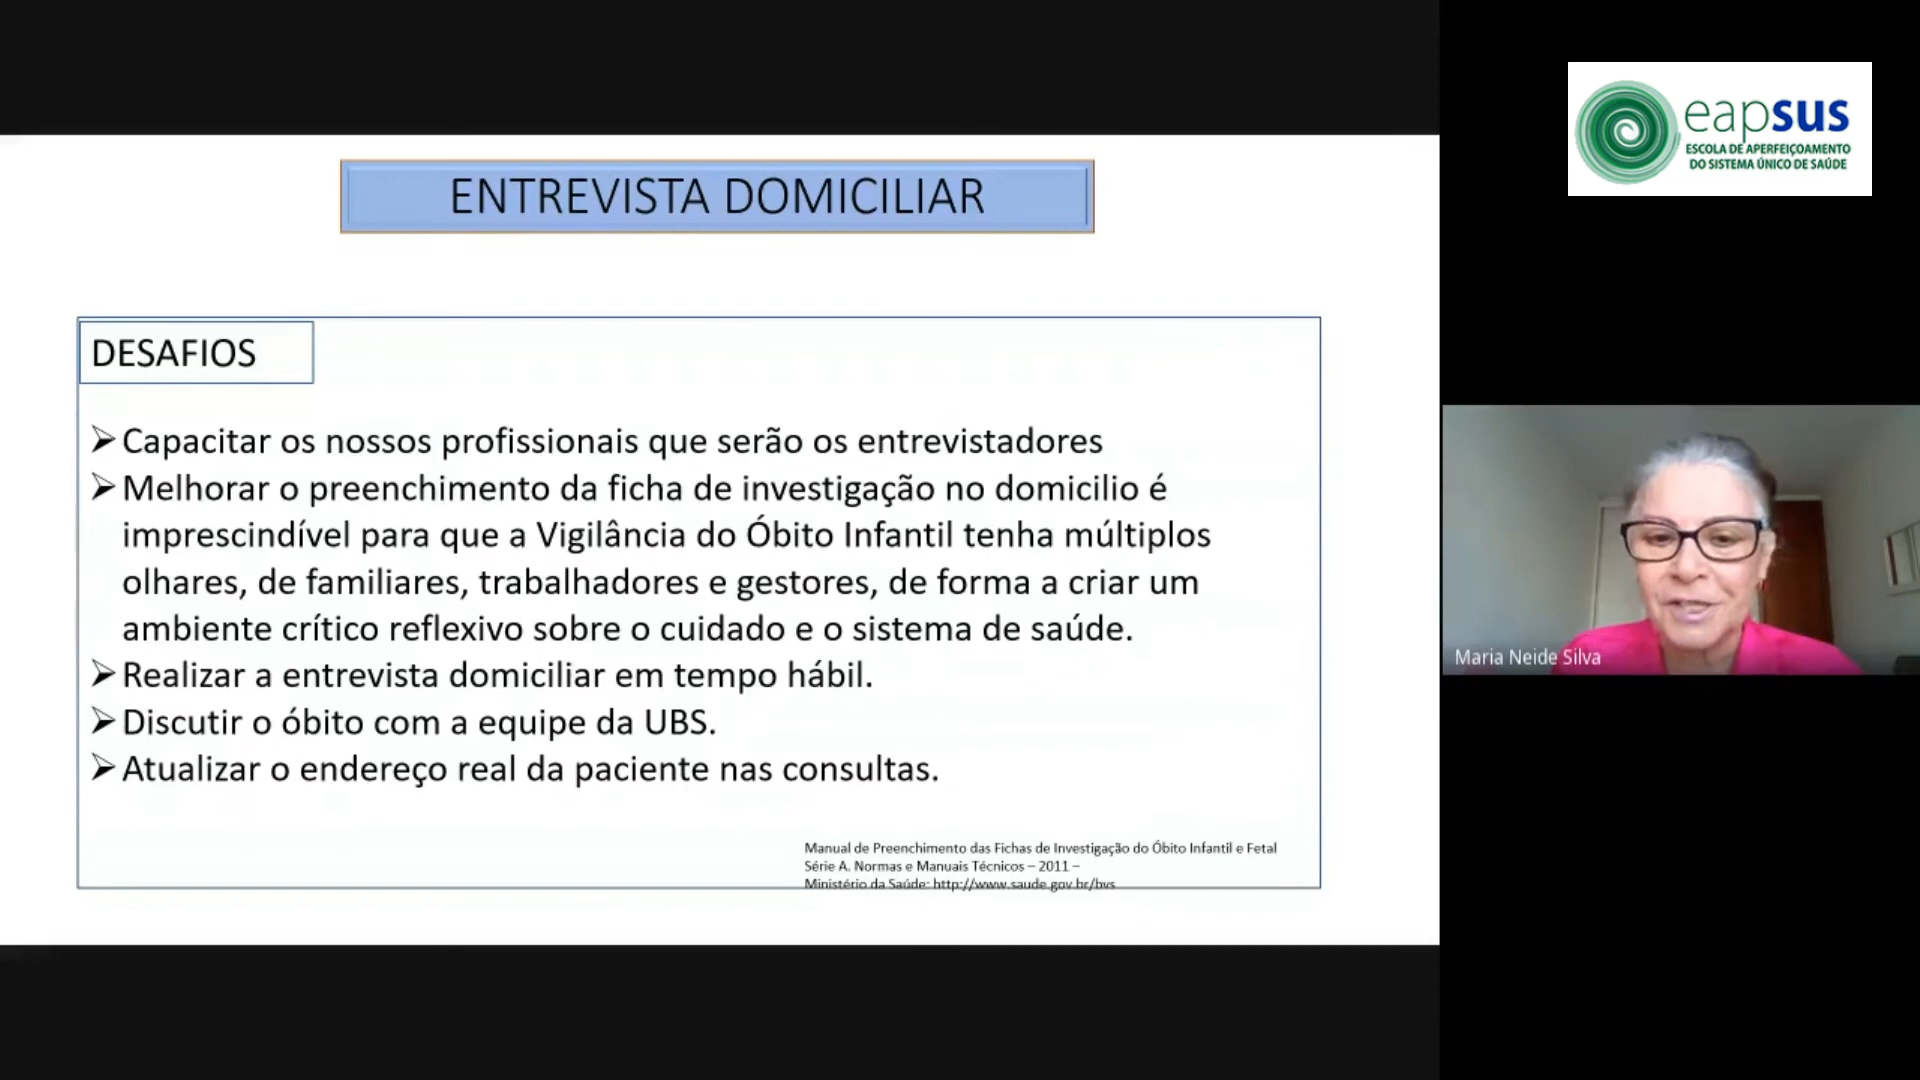 ENTREVISTA DOMICILIAR
DESAFIOS
Capacitar os nossos profissionais que serão os entrevistadores
Melhorar o preenchimento da ficha de investigação no domicilio é
imprescindível para que a Vigilância do Óbito Infantil tenha múltiplos
olhares, de familiares, trabalhadores e gestores, de forma a criar um
ambiente crítico reflexivo sobre o cuidado e o sistema de saúde.
Realizar a entrevista domiciliar em tempo hábil.
Discutir o óbito com a equipe da UBS.
Atualizar o endereço real da paciente nas consultas.
Manual de Preenchimento das Fichas de Investigação do Óbito Infantil e Fetal
Série A. Normas e Manuais Técnicos – 2011 –
Ministério da Saúde: http://www.saude.gov.br/bvs
eapsus
ESCOLA DE APERFEIÇOAMENTO
DO SISTEMA ÚNICO DE SAÚDE
Maria Neide Silva